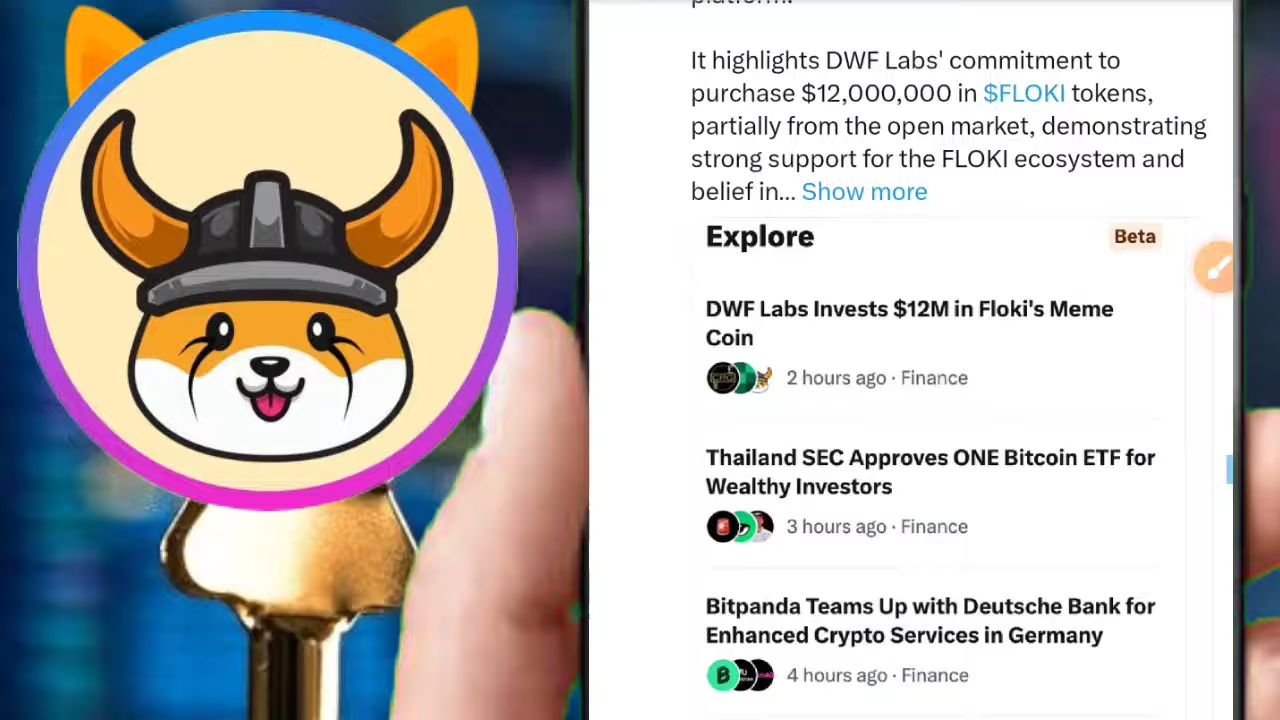 It highlights DWF Labs' commitment to
purchase $12,000,000 in $FLOKI tokens,
partially from the open market, demonstrating
strong support for the FLOKI ecosystem and
belief in... Show more
Explore
Beta
DWF Labs Invests $12M in Floki's Meme
Coin
2 hours ago · Finance
Thailand SEC Approves ONE Bitcoin ETF for
Wealthy Investors
3 hours ago · Finance
Bitpanda Teams Up with Deutsche Bank for
Enhanced Crypto Services in Germany
4 hours ago · Finance